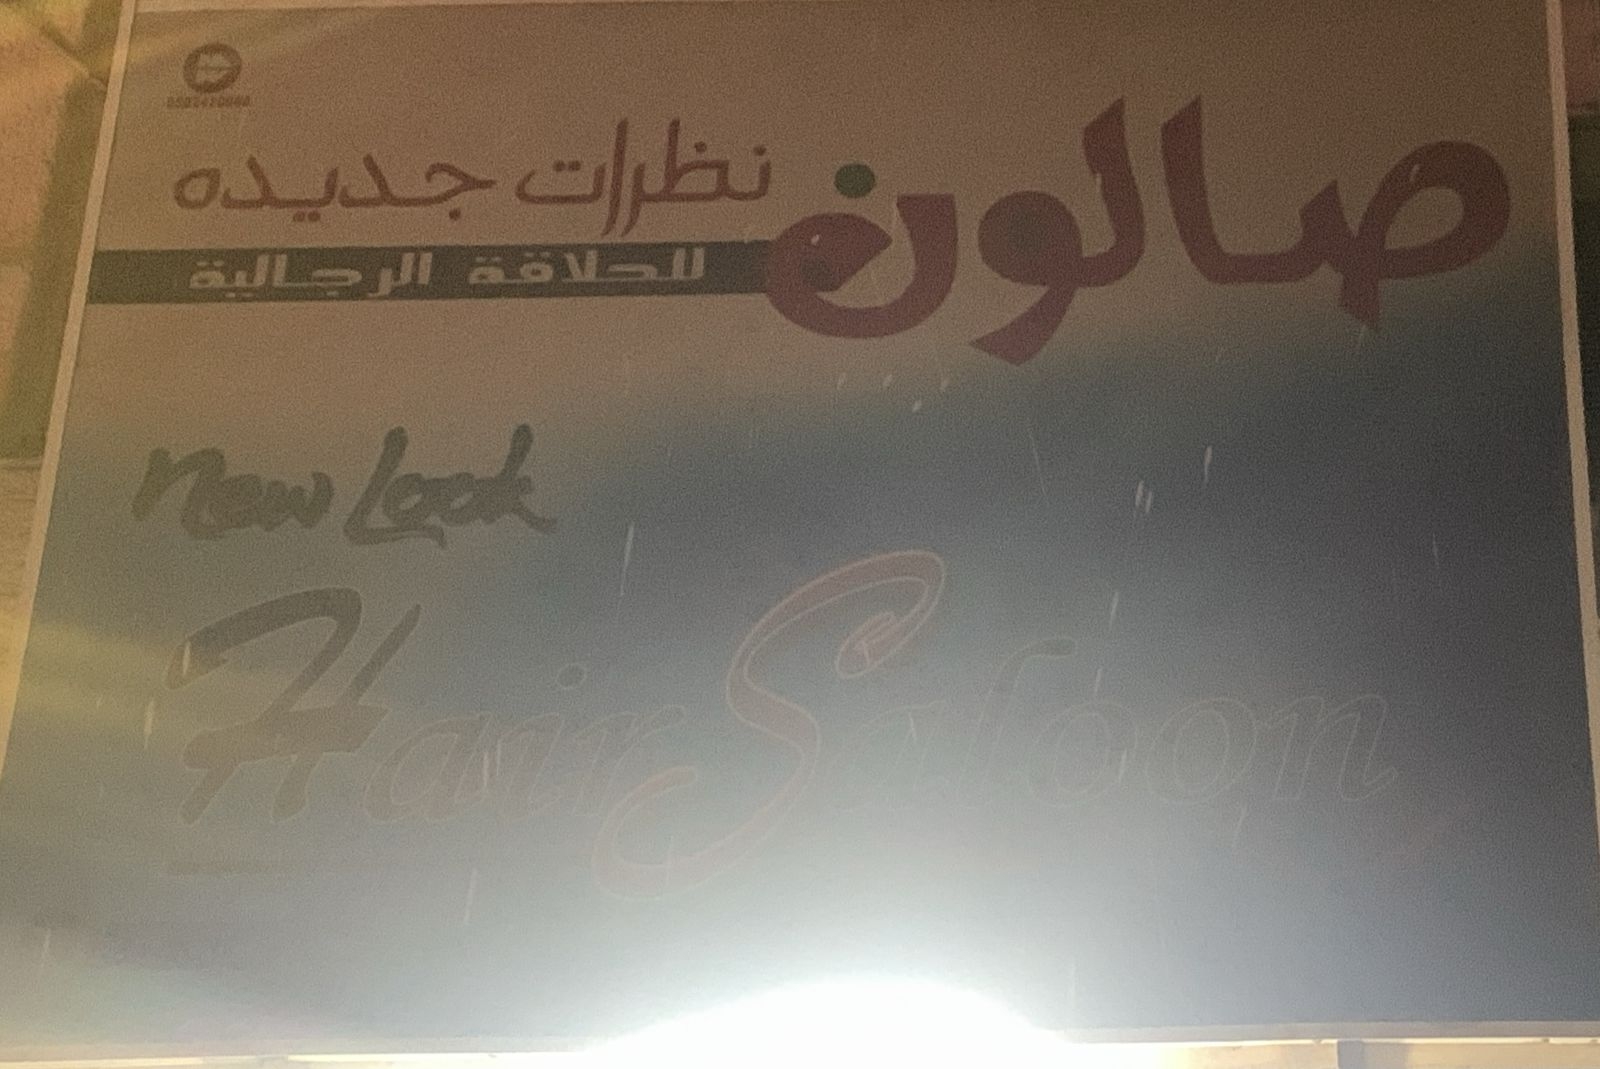 صالون
نظرات جديده
للحلاقة الرجالية
New Look
Hair Saloon